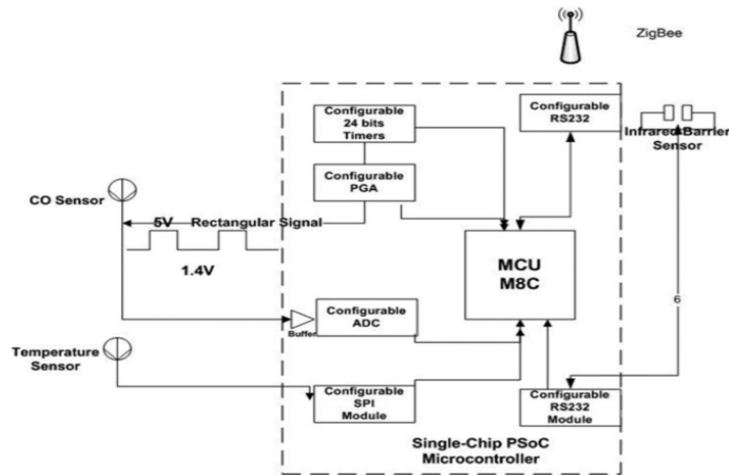 ZigBee
Configurable
24 bits
Timers
Configurable
RS232
Infrared Barrier
Sensor
Configurable
PGA
CO Sensor
5V
Rectangular Signal
1.4V
MCU
M8C
6
Configurable
ADC
Buffer
Temperature
Sensor
Configurable
SPI
Module
Configurable
RS232
Module
Single-Chip PSoC
Microcontroller